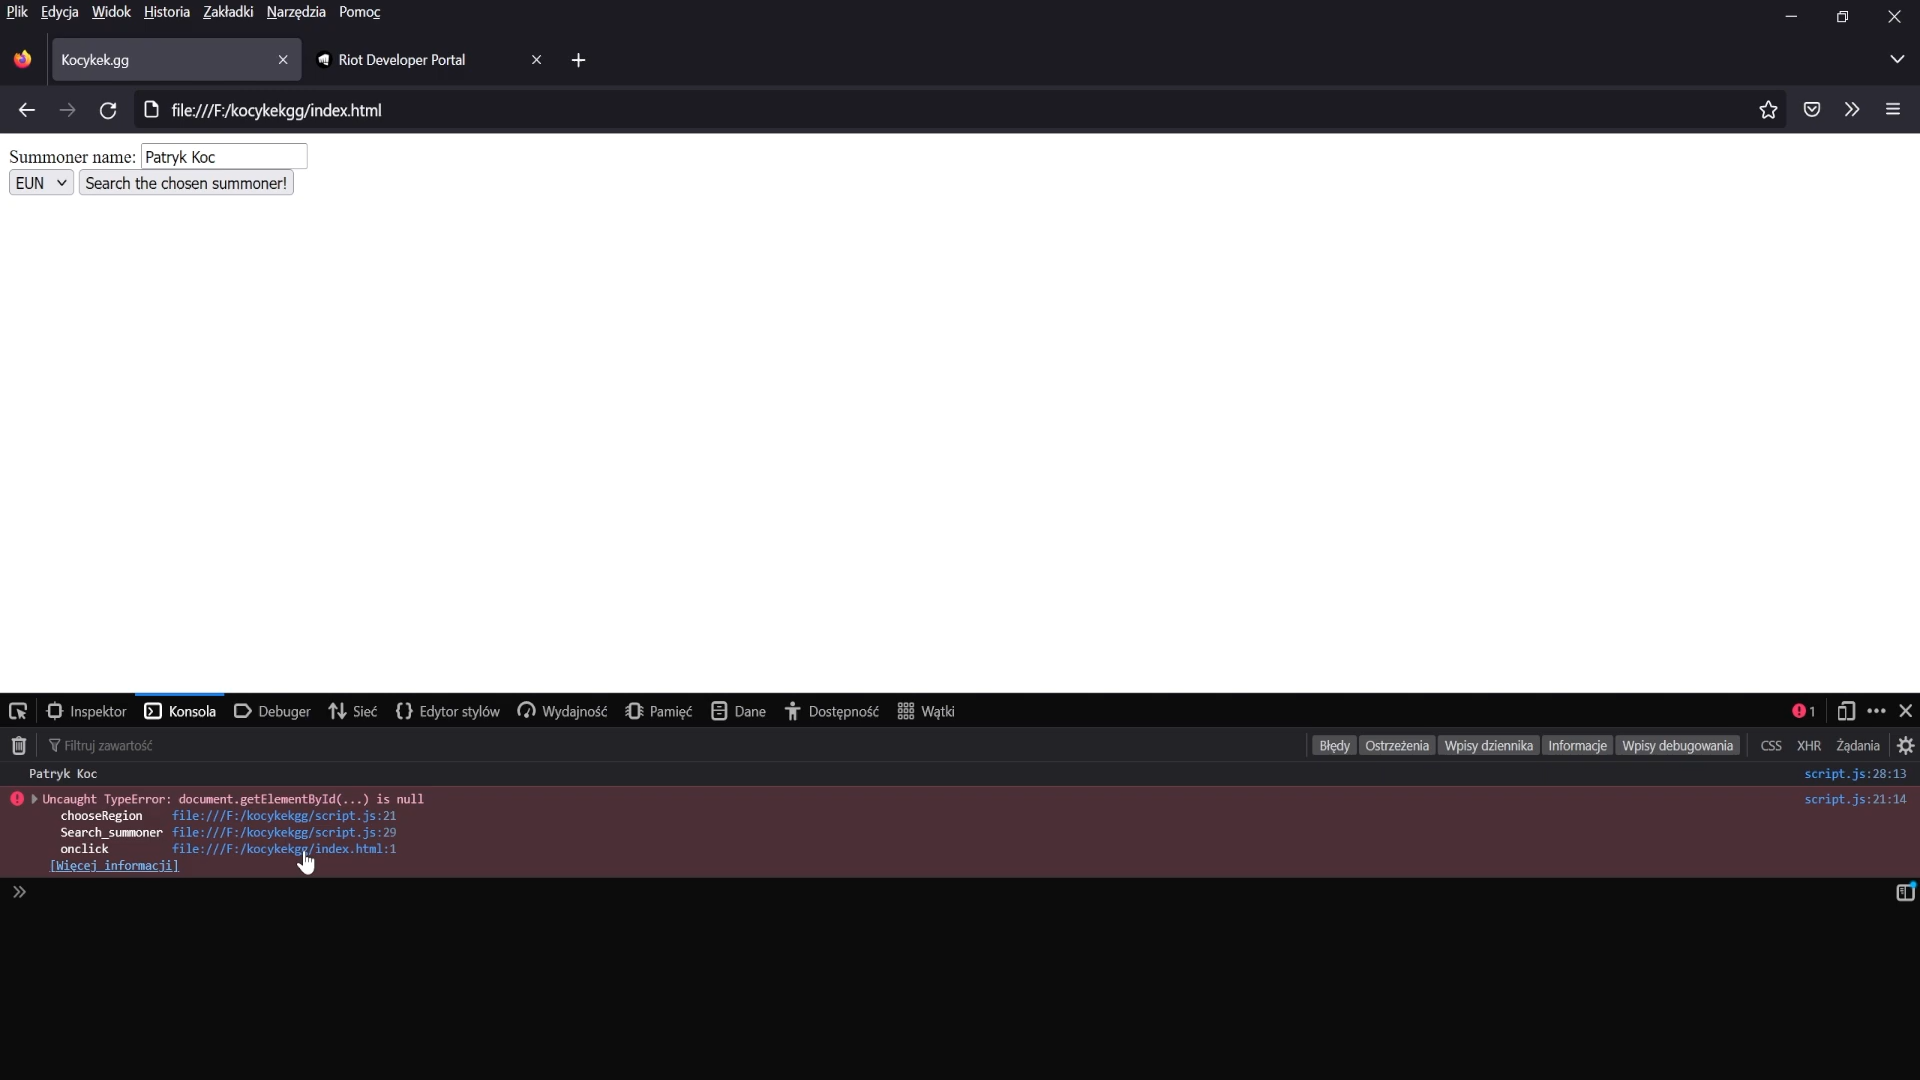 Plik Edycja Widok Historia Zakładki Narzędzia Pomoc
Kocykek.gg
Riot Developer Portal
file:///F:/kocykekgg/index.html
Summoner name: Patryk Koc
EUN Search the chosen summoner!
Inspektor Konsola Debuger Sieć Edytor stylów Wydajność Pamięć Dane Dostępność Wątki 1
Filtruj zawartość Błędy Ostrzeżenia Wpisy dziennika Informacje Wpisy debugowania CSS XHR Żądania
Patryk Koc script.js:28:13
Uncaught TypeError: document.getElementById(...) is null script.js:21:14
chooseRegion file:///F:/kocykekgg/script.js:21
Search_summoner file:///F:/kocykekgg/script.js:29
onclick file:///F:/kocykekgg/index.html:1
[Więcej informacji]